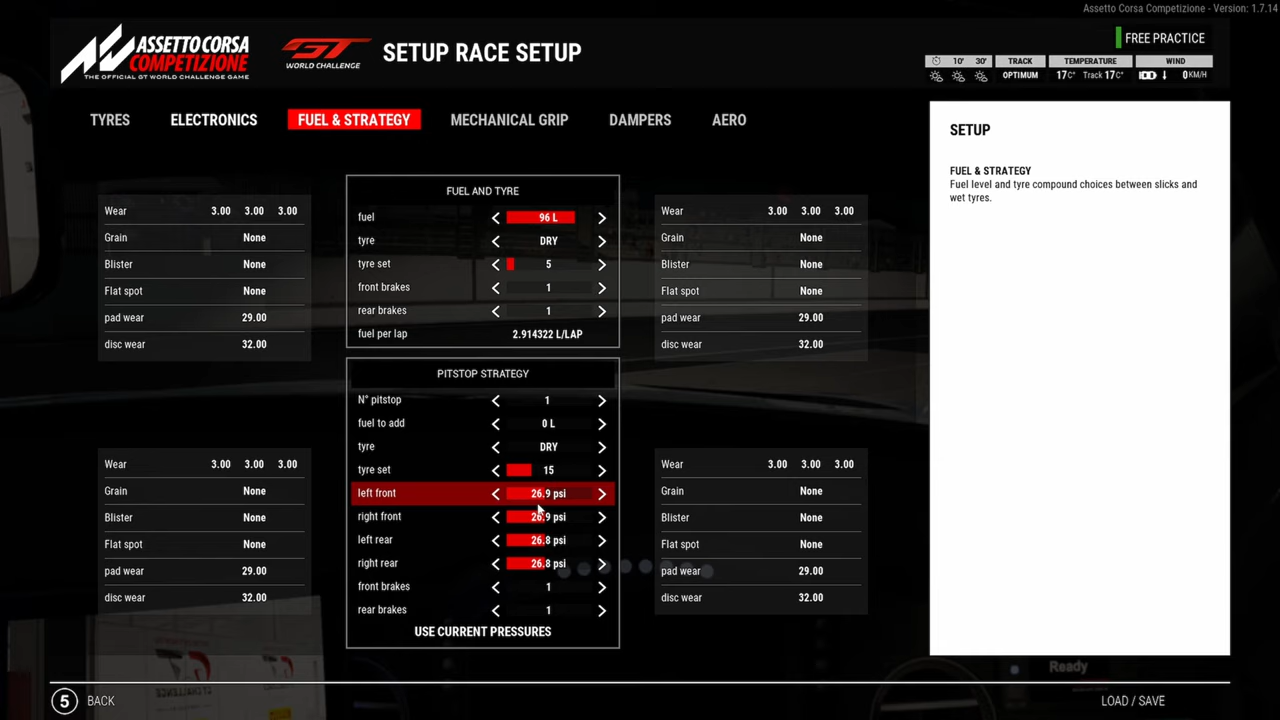 Assetto Corsa Competizione - Version: 1.7.14
ASSETTO CORSA
COMPETIZIONE
THE OFFICIAL GT WORLD CHALLENGE GAME
GT
WORLD CHALLENGE
SETUP RACE SETUP
FREE PRACTICE
10' 30' TRACK TEMPERATURE WIND
OPTIMUM 17C° Track 17C° 0 KM/H
TYRES ELECTRONICS FUEL & STRATEGY MECHANICAL GRIP DAMPERS AERO
Wear 3.00 3.00 3.00
Grain None
Blister None
Flat spot None
pad wear 29.00
disc wear 32.00
FUEL AND TYRE
fuel 96 L
tyre DRY
tyre set 5
front brakes 1
rear brakes 1
fuel per lap 2.914322 L/LAP
Wear 3.00 3.00 3.00
Grain None
Blister None
Flat spot None
pad wear 29.00
disc wear 32.00
PITSTOP STRATEGY
N° pitstop 1
fuel to add 0 L
tyre DRY
tyre set 15
left front 26.9 psi
right front 26.9 psi
left rear 26.8 psi
right rear 26.8 psi
front brakes 1
rear brakes 1
USE CURRENT PRESSURES
Wear 3.00 3.00 3.00
Grain None
Blister None
Flat spot None
pad wear 29.00
disc wear 32.00
Wear 3.00 3.00 3.00
Grain None
Blister None
Flat spot None
pad wear 29.00
disc wear 32.00
SETUP
FUEL & STRATEGY
Fuel level and tyre compound choices between slicks and
wet tyres.
Ready
5 BACK
LOAD / SAVE